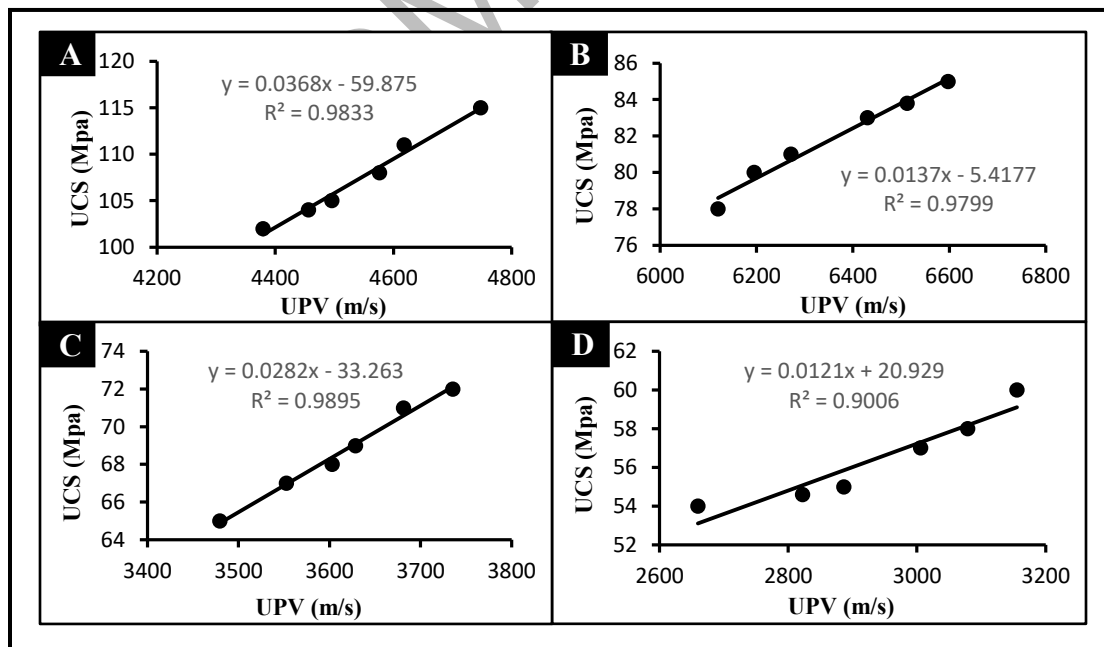 A
y = 0.0368x - 59.875
R² = 0.9833
UCS (Mpa)
120
115
110
105
100
4200
4400
4600
4800
UPV (m/s)
B
y = 0.0137x - 5.4177
R² = 0.9799
UCS (Mpa)
86
84
82
80
78
76
6000
6200
6400
6600
6800
UPV (m/s)
C
y = 0.0282x - 33.263
R² = 0.9895
UCS (Mpa)
74
72
70
68
66
64
3400
3500
3600
3700
3800
UPV (m/s)
D
y = 0.0121x + 20.929
R² = 0.9006
UCS (Mpa)
62
60
58
56
54
52
2600
2800
3000
3200
UPV (m/s)